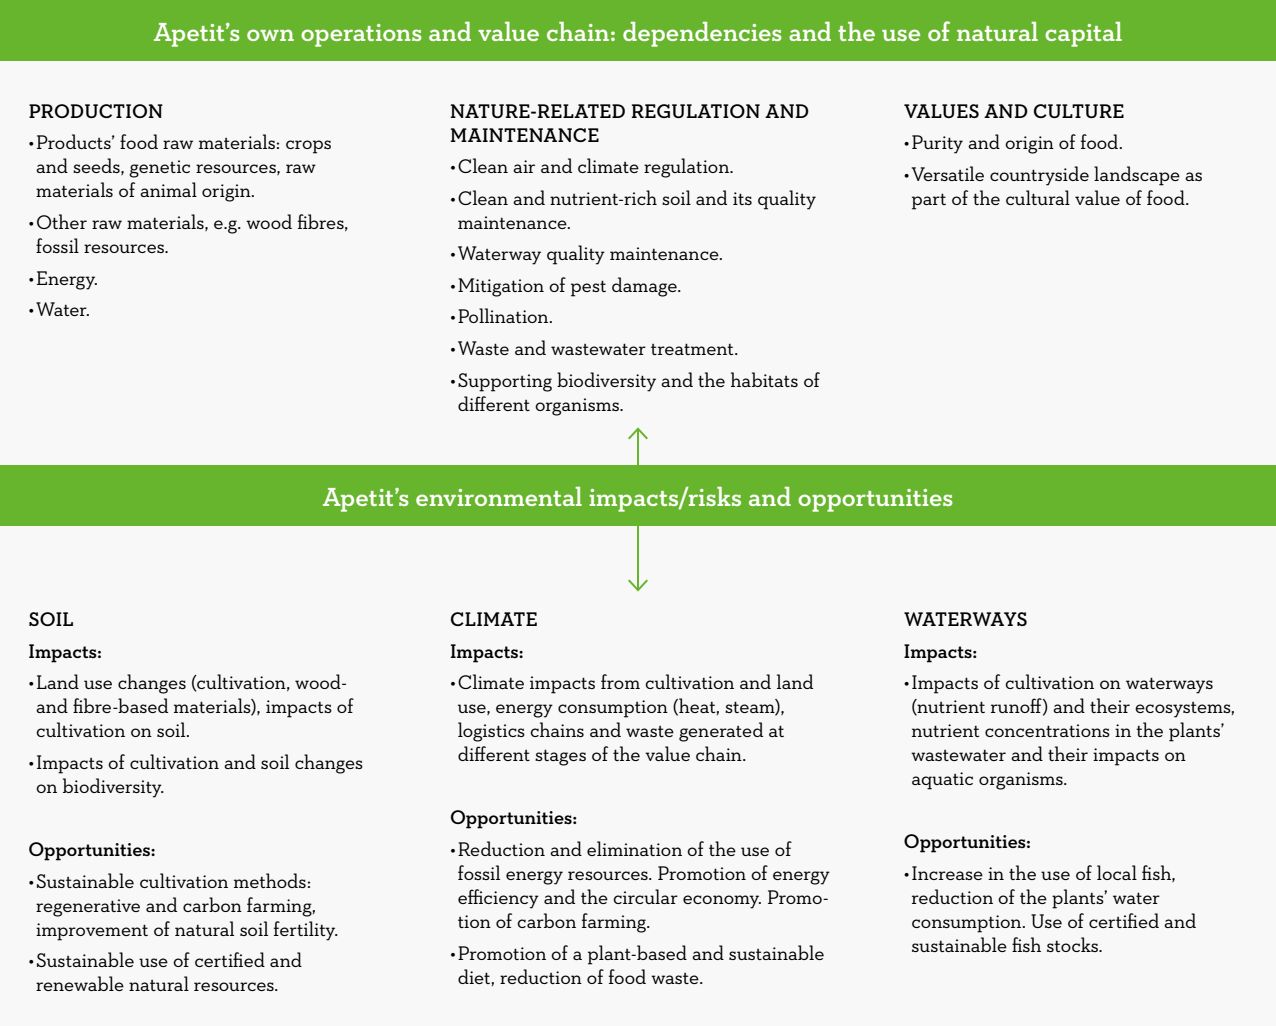 Apetit's own operations and value chain: dependencies and the use of natural capital
PRODUCTION
•Products' food raw materials: crops
and seeds, genetic resources, raw
materials of animal origin.
•Other raw materials, e.g. wood fibres,
fossil resources.
•Energy.
•Water.
NATURE-RELATED REGULATION AND
MAINTENANCE
•Clean air and climate regulation.
•Clean and nutrient-rich soil and its quality
maintenance.
•Waterway quality maintenance.
•Mitigation of pest damage.
•Pollination.
•Waste and wastewater treatment.
•Supporting biodiversity and the habitats of
different organisms.
VALUES AND CULTURE
•Purity and origin of food.
•Versatile countryside landscape as
part of the cultural value of food.
Apetit's environmental impacts/risks and opportunities
SOIL
Impacts:
•Land use changes (cultivation, wood-
and fibre-based materials), impacts of
cultivation on soil.
•Impacts of cultivation and soil changes
on biodiversity.
Opportunities:
•Sustainable cultivation methods:
regenerative and carbon farming,
improvement of natural soil fertility.
•Sustainable use of certified and
renewable natural resources.
CLIMATE
Impacts:
•Climate impacts from cultivation and land
use, energy consumption (heat, steam),
logistics chains and waste generated at
different stages of the value chain.
Opportunities:
•Reduction and elimination of the use of
fossil energy resources. Promotion of energy
efficiency and the circular economy. Promo-
tion of carbon farming.
•Promotion of a plant-based and sustainable
diet, reduction of food waste.
WATERWAYS
Impacts:
•Impacts of cultivation on waterways
(nutrient runoff) and their ecosystems,
nutrient concentrations in the plants'
wastewater and their impacts on
aquatic organisms.
Opportunities:
•Increase in the use of local fish,
reduction of the plants' water
consumption. Use of certified and
sustainable fish stocks.